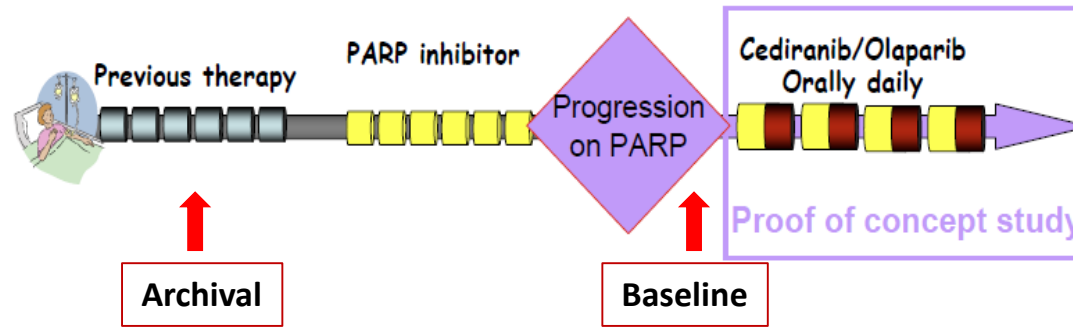 Previous therapy
PARP inhibitor
Progression
on PARP
Cediranib/Olaparib
Orally daily
Proof of concept study
Archival
Baseline